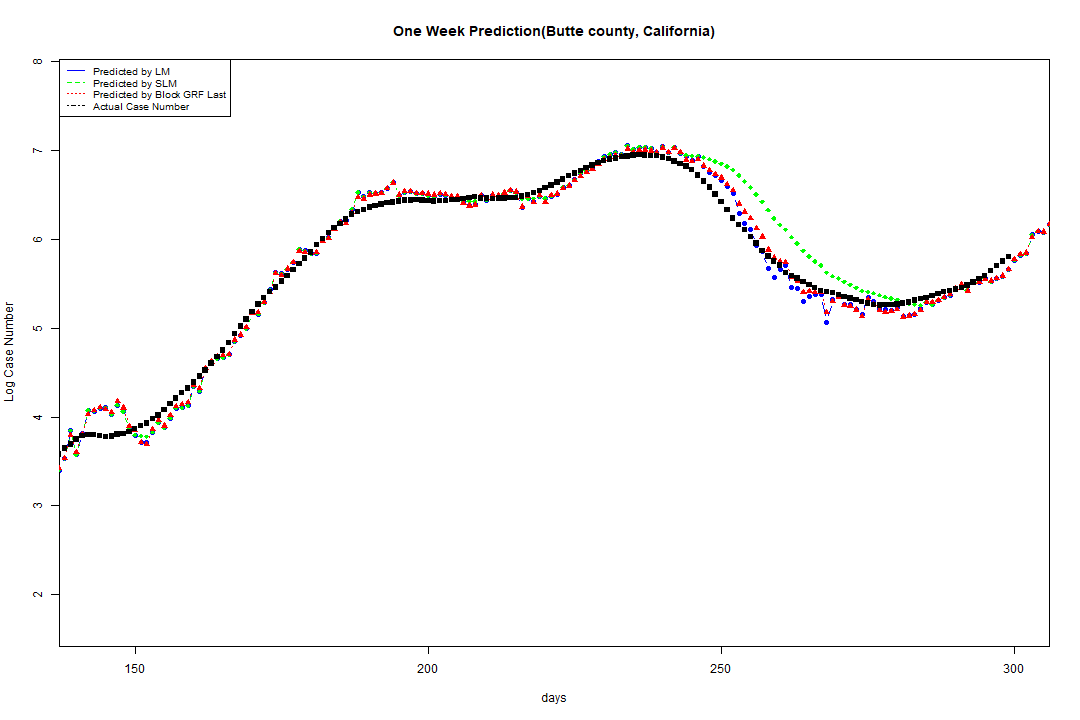 One Week Prediction(Butte county, California)
Predicted by LM
Predicted by SLM
Predicted by Block GRF Last
Actual Case Number
8
7
6
5
4
3
2
Log Case Number
150 200 250 300
days